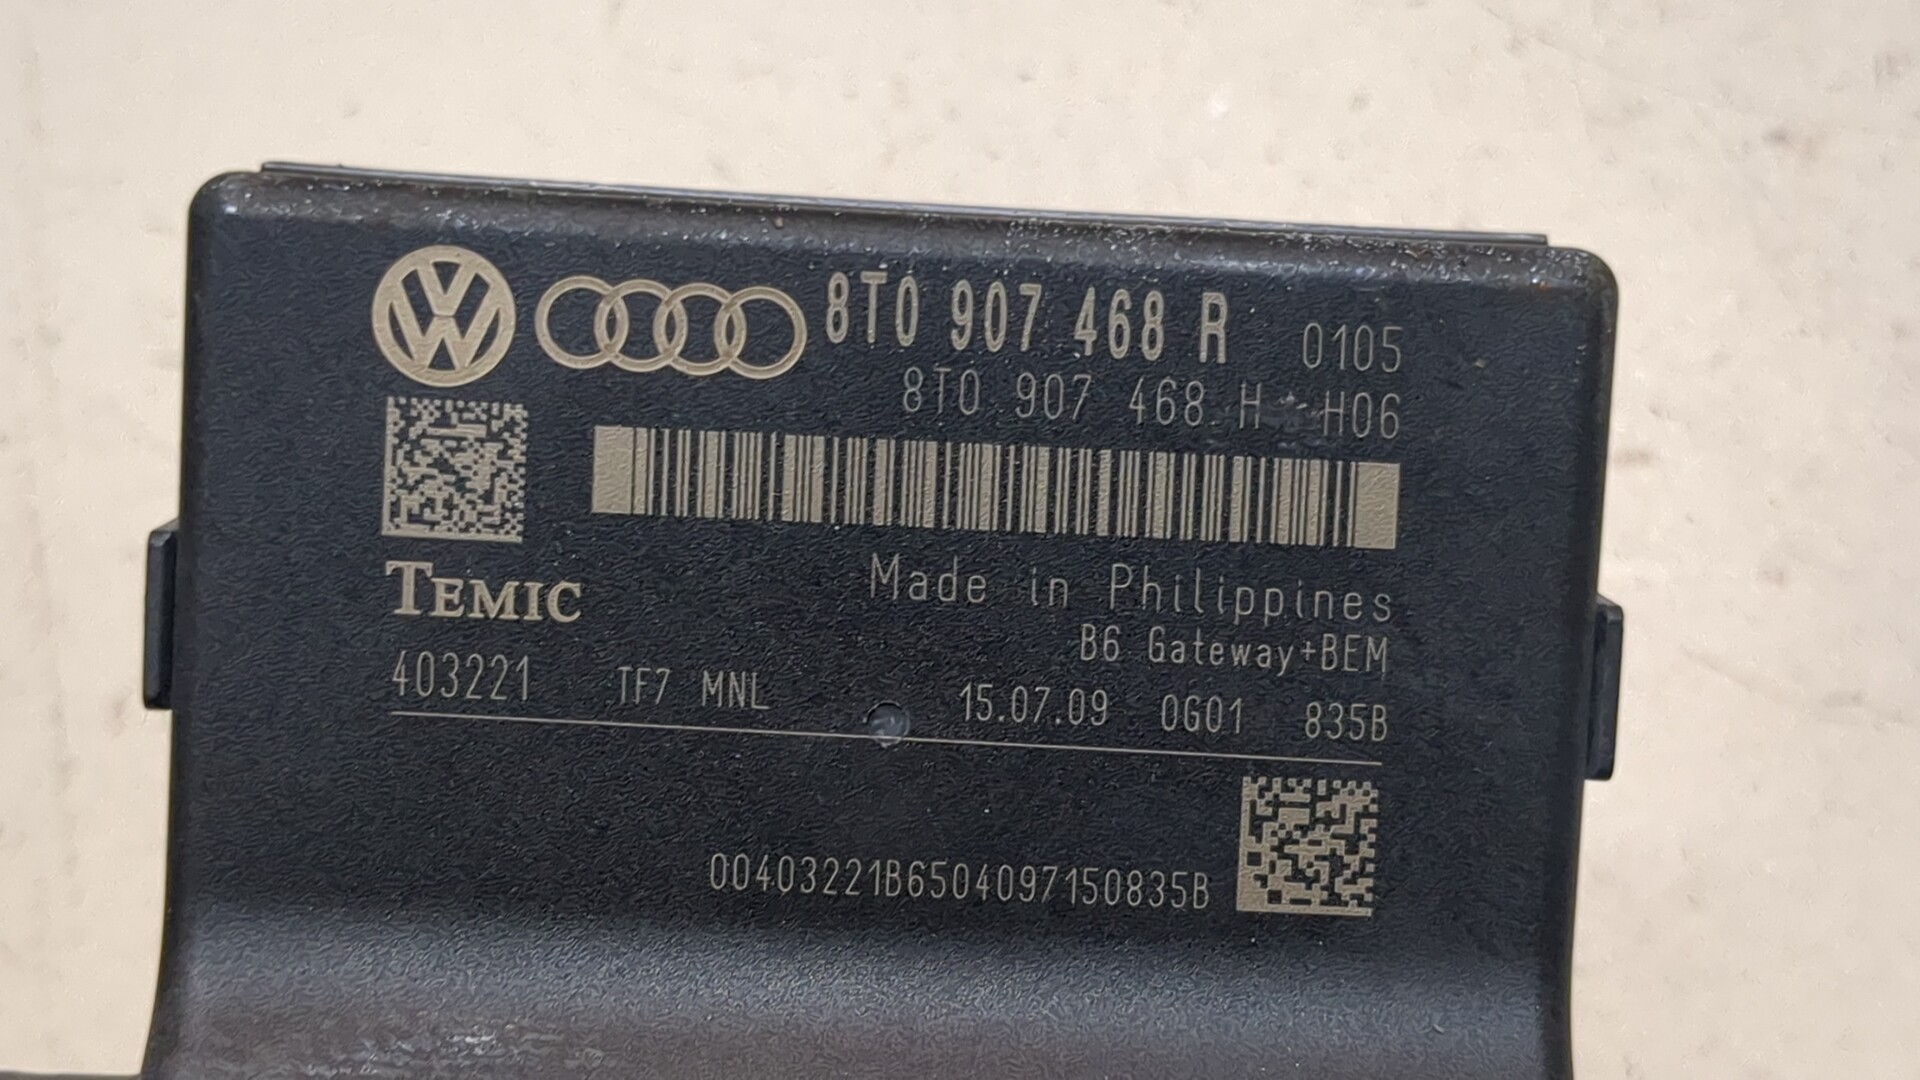 8T0 907 468 R 0105
8T0 907 468 H H06
TEMIC
Made in Philippines
B6 Gateway+BEM
403221 TF7 MNL 15.07.09 0G01 835B
00403221B6504097150835B